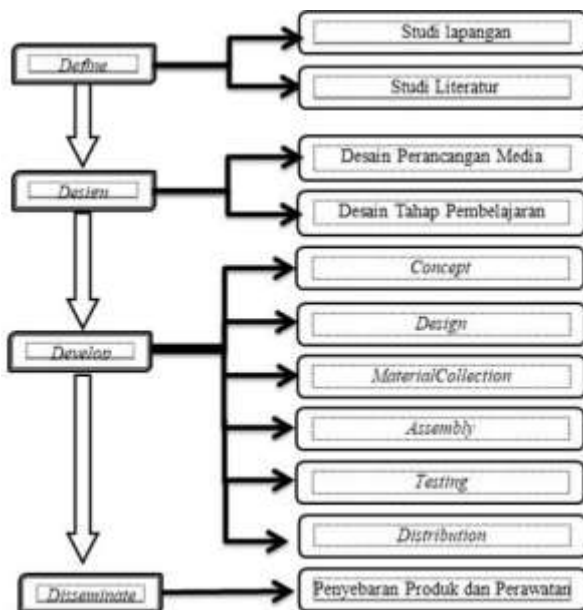 Define
Studi lapangan
Studi Literatur
Design
Desain Perancangan Media
Desain Tahap Pembelajaran
Develop
Concept
Design
MaterialCollection
Assembly
Testing
Distribution
Disseminate
Penyebaran Produk dan Perawatan